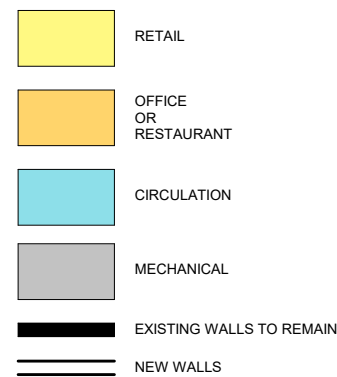 RETAIL
OFFICE
OR
RESTAURANT
CIRCULATION
MECHANICAL
EXISTING WALLS TO REMAIN
NEW WALLS